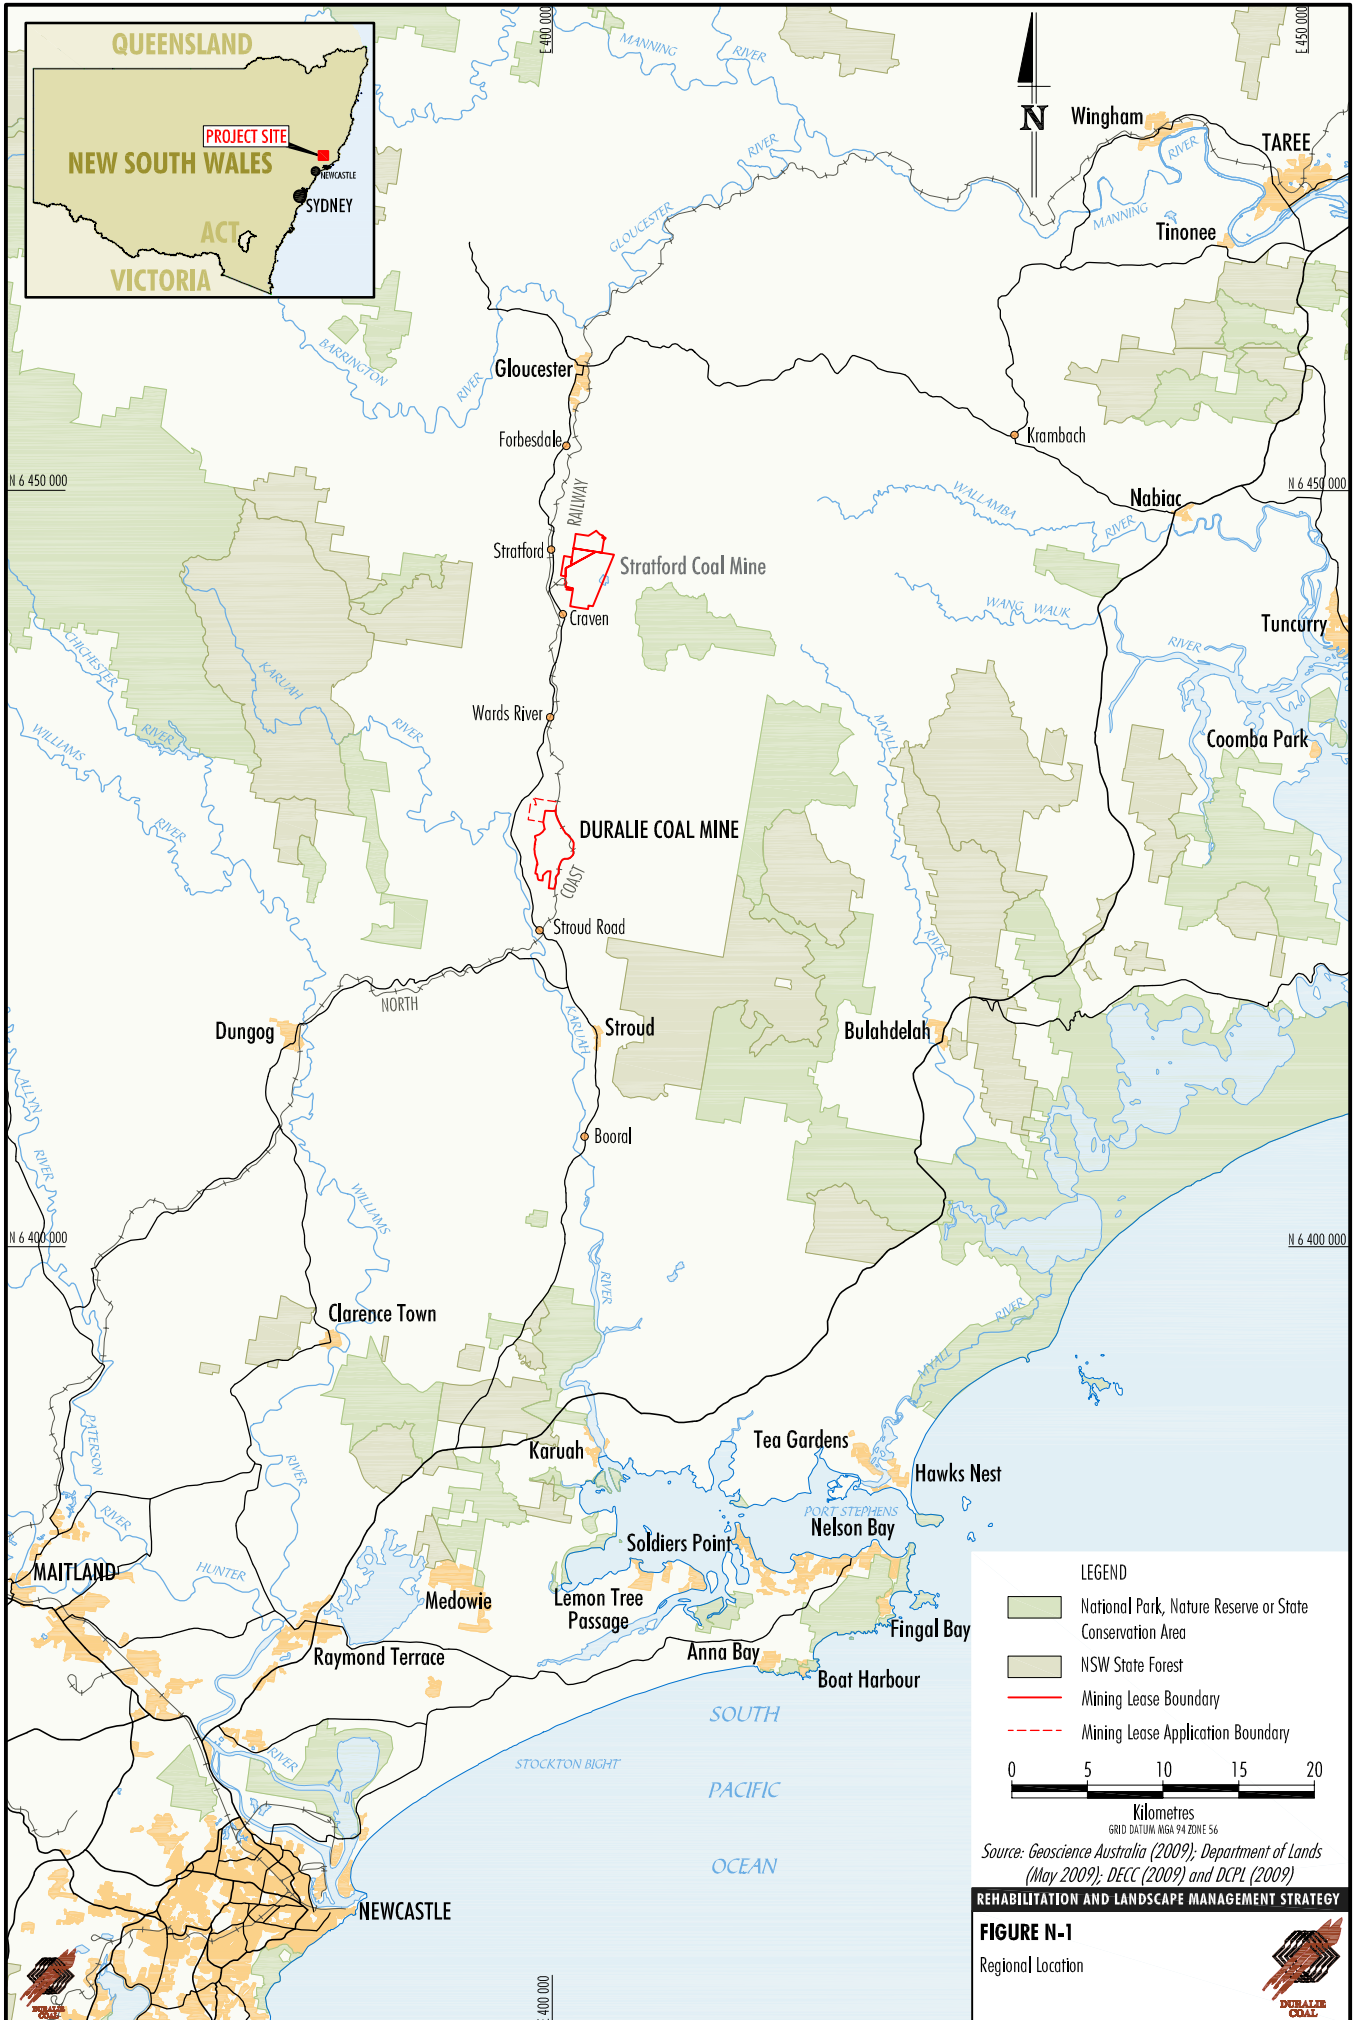 QUEENSLAND
PROJECT SITE
NEW SOUTH WALES
NEWCASTLE
SYDNEY
ACT
VICTORIA
E 400 000
E 450 000
MANNING
RIVER
N
Wingham
RIVER
TAREE
RIVER
MANNING
GLOUCESTER
Tinonee
BARRINGTON
RIVER
Gloucester
Forbesdale
Krambach
N 6 450 000
N 6 450 000
RAILWAY
WALLAMBA
RIVER
Nabiac
Stratford
Stratford Coal Mine
WANG WAUK
RIVER
Craven
Tuncurry
CHICHESTER
RIVER
KARUAH
RIVER
Wards River
MYALL
Coomba Park
WILLIAMS
RIVER
DURALIE COAL MINE
COAST
Stroud Road
RIVER
NORTH
Dungog
KARUAH
Stroud
Bulahdelah
ALLYN
RIVER
Booral
WILLIAMS
N 6 400 000
N 6 400 000
RIVER
RIVER
MYALL
Clarence Town
PATERSON
RIVER
RIVER
Karuah
Tea Gardens
Hawks Nest
PORT STEPHENS
Nelson Bay
Soldiers Point
MAITLAND
HUNTER
Medowie
Lemon Tree
Passage
Fingal Bay
Raymond Terrace
Anna Bay
Boat Harbour
SOUTH
PACIFIC
OCEAN
STOCKTON BIGHT
RIVER
NEWCASTLE
E 400 000
DURALIE
COAL
LEGEND
National Park, Nature Reserve or State
Conservation Area
NSW State Forest
Mining Lease Boundary
Mining Lease Application Boundary
0 5 10 15 20
Kilometres
GRID DATUM MGA 94 ZONE 56
Source: Geoscience Australia (2009); Department of Lands
(May 2009); DECC (2009) and DCPL (2009)
REHABILITATION AND LANDSCAPE MANAGEMENT STRATEGY
FIGURE N-1
Regional Location
DURALIE
COAL